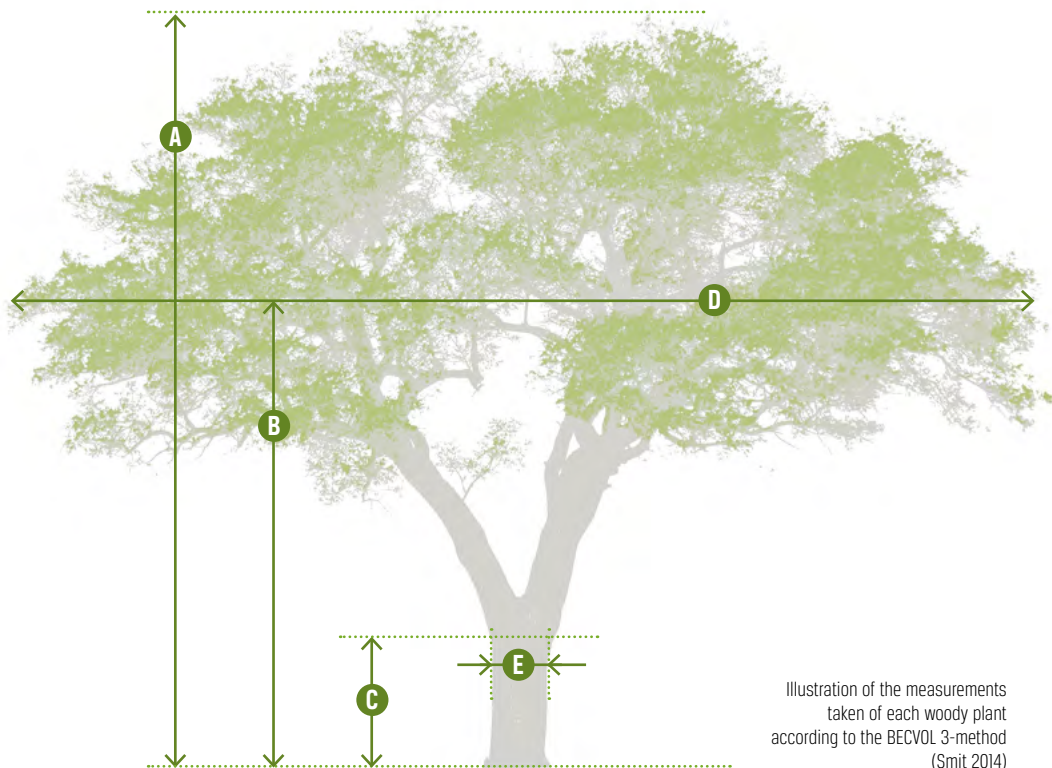 A
D
B
E
C
Illustration of the measurements
taken of each woody plant
according to the BECVOL 3-method
(Smit 2014)